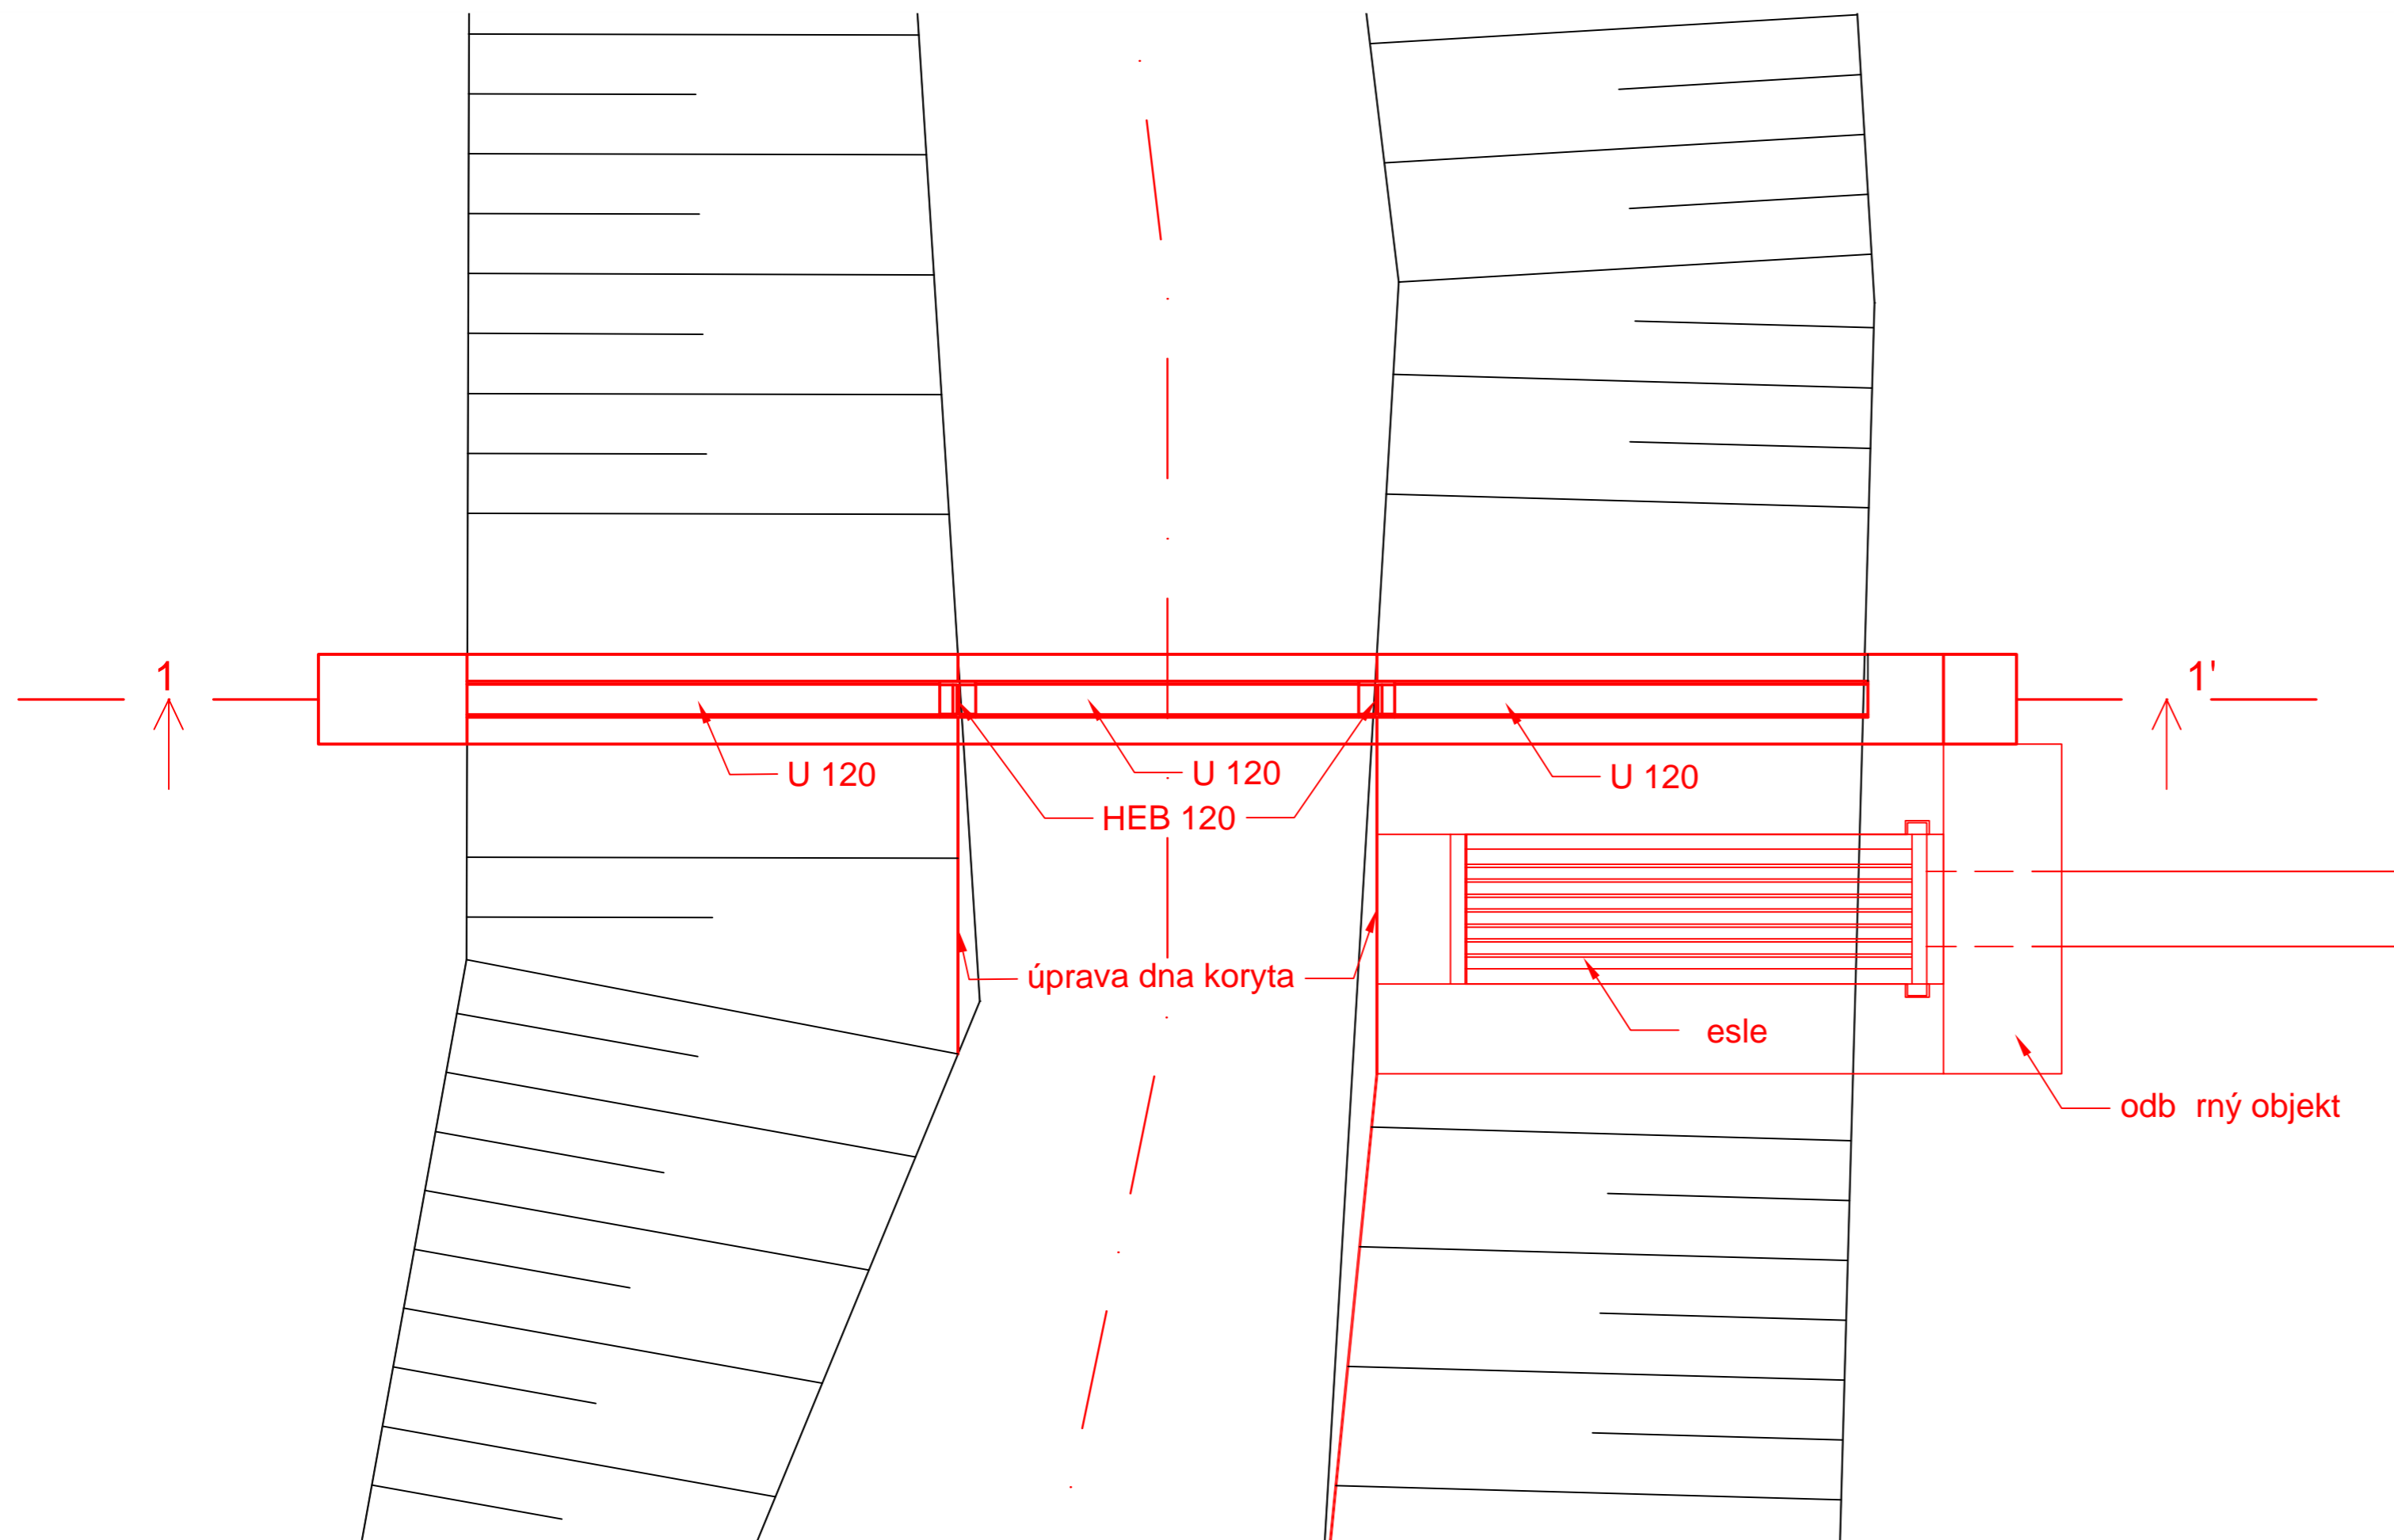 1
1'
U 120
U 120
U 120
HEB 120
úprava dna koryta
esle
odb rný objekt